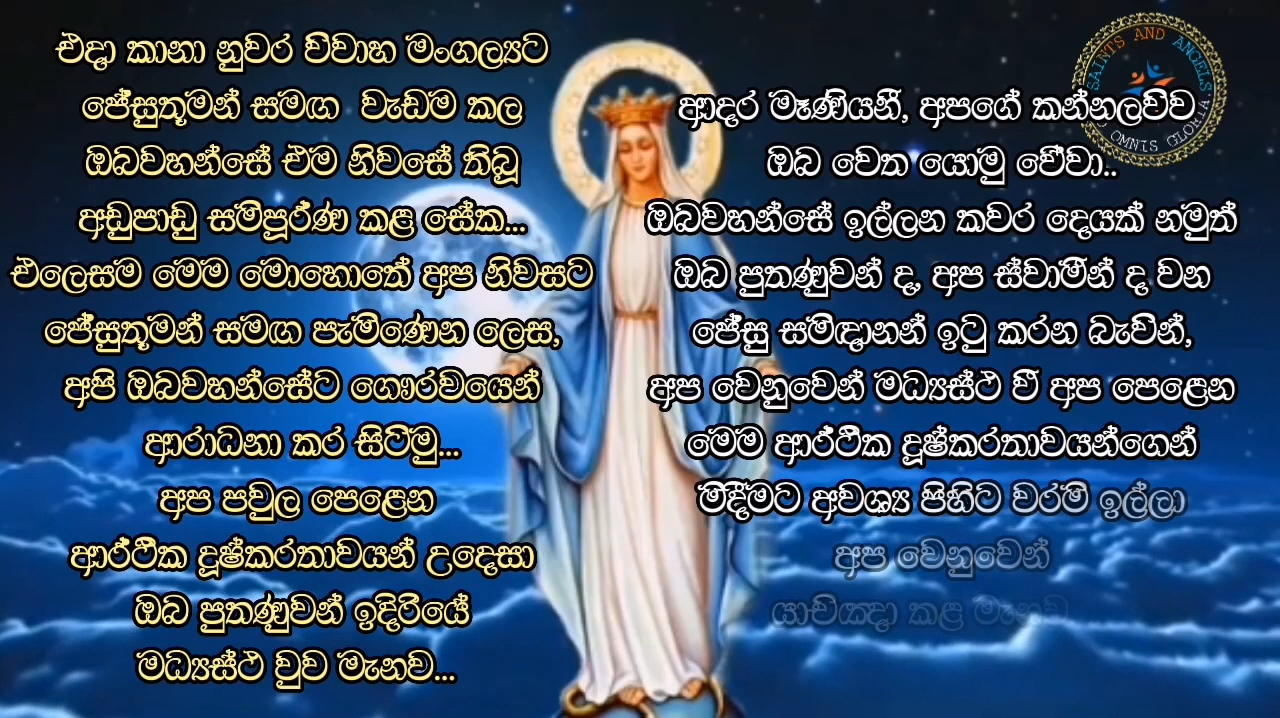 එදා කානා නුවර විවාහ මංගල්‍යට
ජේසුතුමන් සමඟ වැඩම කල
ඔබවහන්සේ එම නිවසේ තිබූ
අඩුපාඩු සම්පූර්ණ කළ සේක...
එලෙසම මෙම මොහොතේ අප නිවසට
ජේසුතුමන් සමඟ පැමිණෙන ලෙස,
අපි ඔබවහන්සේට ගෞරවයෙන්
ආරාධනා කර සිටිමු...
අප පවුල පෙළෙන
ආර්ථික දුෂ්කරතාවයන් උදෙසා
ඔබ පුතණුවන් ඉදිරියේ
මධ්‍යස්ථ වුව මැනව...
ආදර මෑණියනී, අපගේ කන්නලව්ව
ඔබ වෙත යොමු වේවා..
ඔබවහන්සේ ඉල්ලන කවර දෙයක් නමුත්
ඔබ පුතණුවන් ද, අප ස්වාමීන් ද වන
ජේසු සමිඳානන් ඉටු කරන බැවින්,
අප වෙනුවෙන් මධ්‍යස්ථ වී අප පෙළෙන
මෙම ආර්ථික දුෂ්කරතාවයන්ගෙන්
මිදීමට අවශ්‍ය පිහිට වරම් ඉල්ලා
අප වෙනුවෙන්
යාච්ඤා කළ මැනව
SAINTS AND ANGELS
OMNIS GLORIA